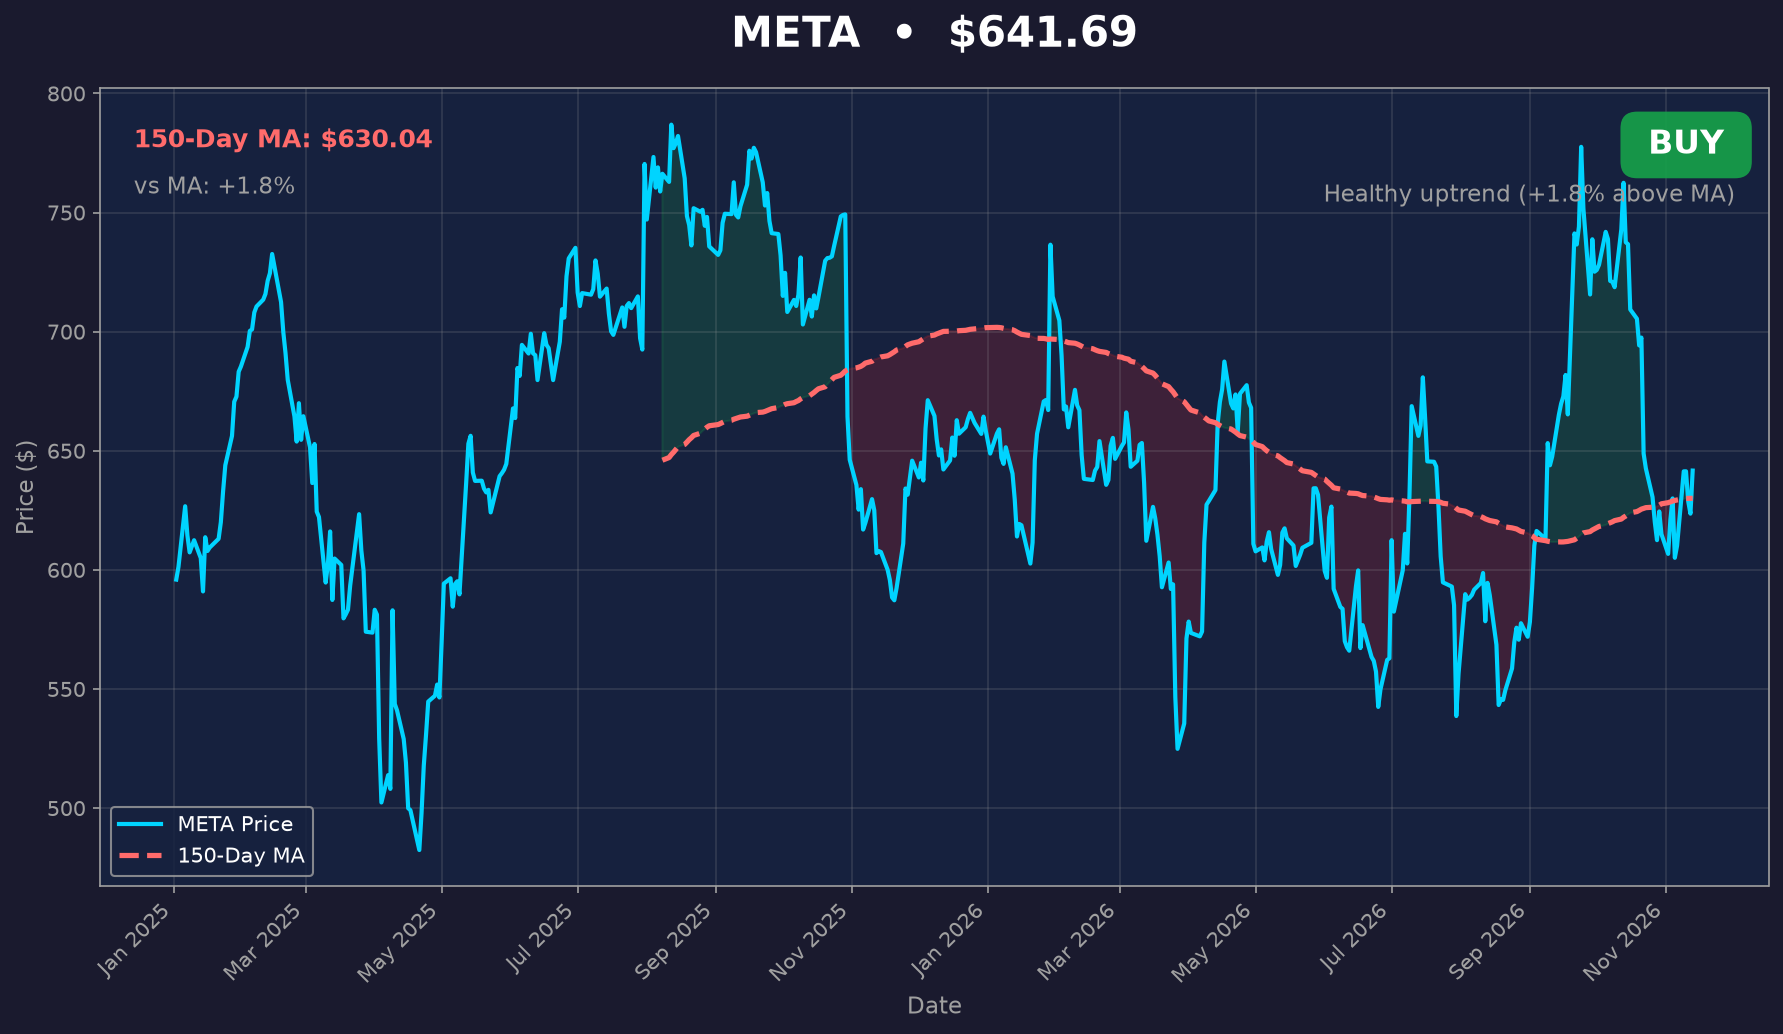 META • $641.69
150-Day MA: $630.04
BUY
vs MA: +1.8%
Healthy uptrend (+1.8% above MA)
800
750
700
650
600
550
500
Price ($)
META Price
150-Day MA
Jan 2025
Mar 2025
May 2025
Jul 2025
Sep 2025
Nov 2025
Jan 2026
Mar 2026
May 2026
Jul 2026
Sep 2026
Nov 2026
Date